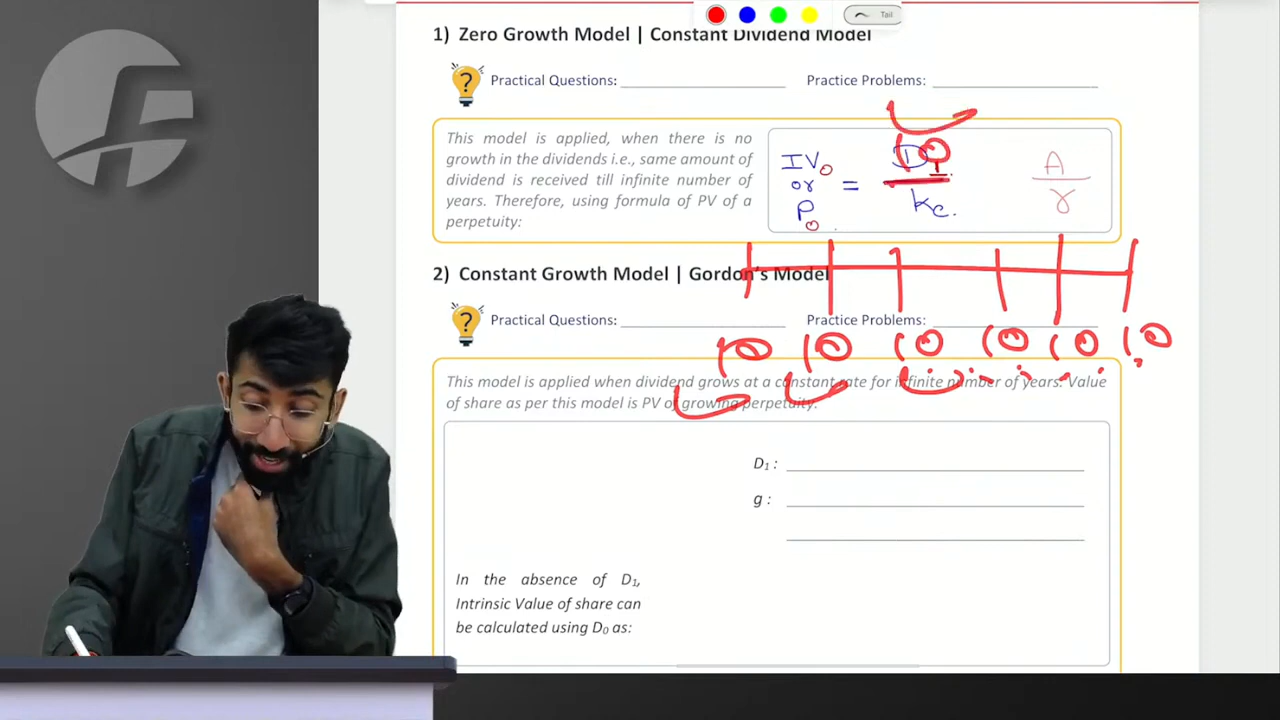 Tail
1) Zero Growth Model | Constant Dividend Model
Practical Questions: Practice Problems:
This model is applied, when there is no
growth in the dividends i.e., same amount of
dividend is received till infinite number of
years. Therefore, using formula of PV of a
perpetuity:
IV0
or
P0
=
D
Ke.
A
r
2) Constant Growth Model | Gordon's Model
Practical Questions: Practice Problems:
10 10 10 10 10 10
This model is applied when dividend grows at a constant rate for infinite number of years. Value
of share as per this model is PV of growing perpetuity.
D1 :
g :
In the absence of D1,
Intrinsic Value of share can
be calculated using D0 as: